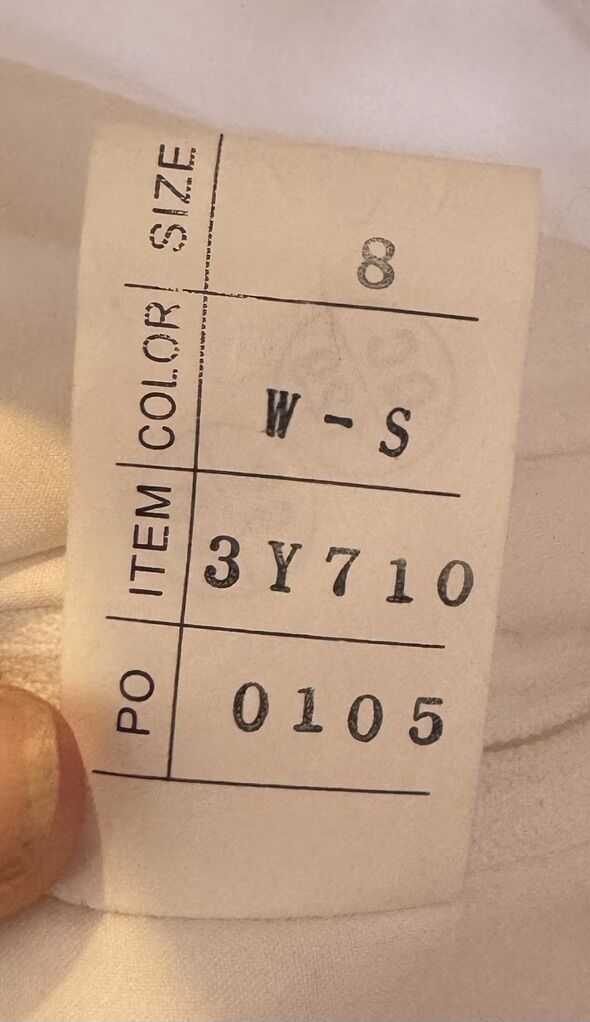 SIZE 8
COLOR W-S
ITEM 3Y710
PO 0105